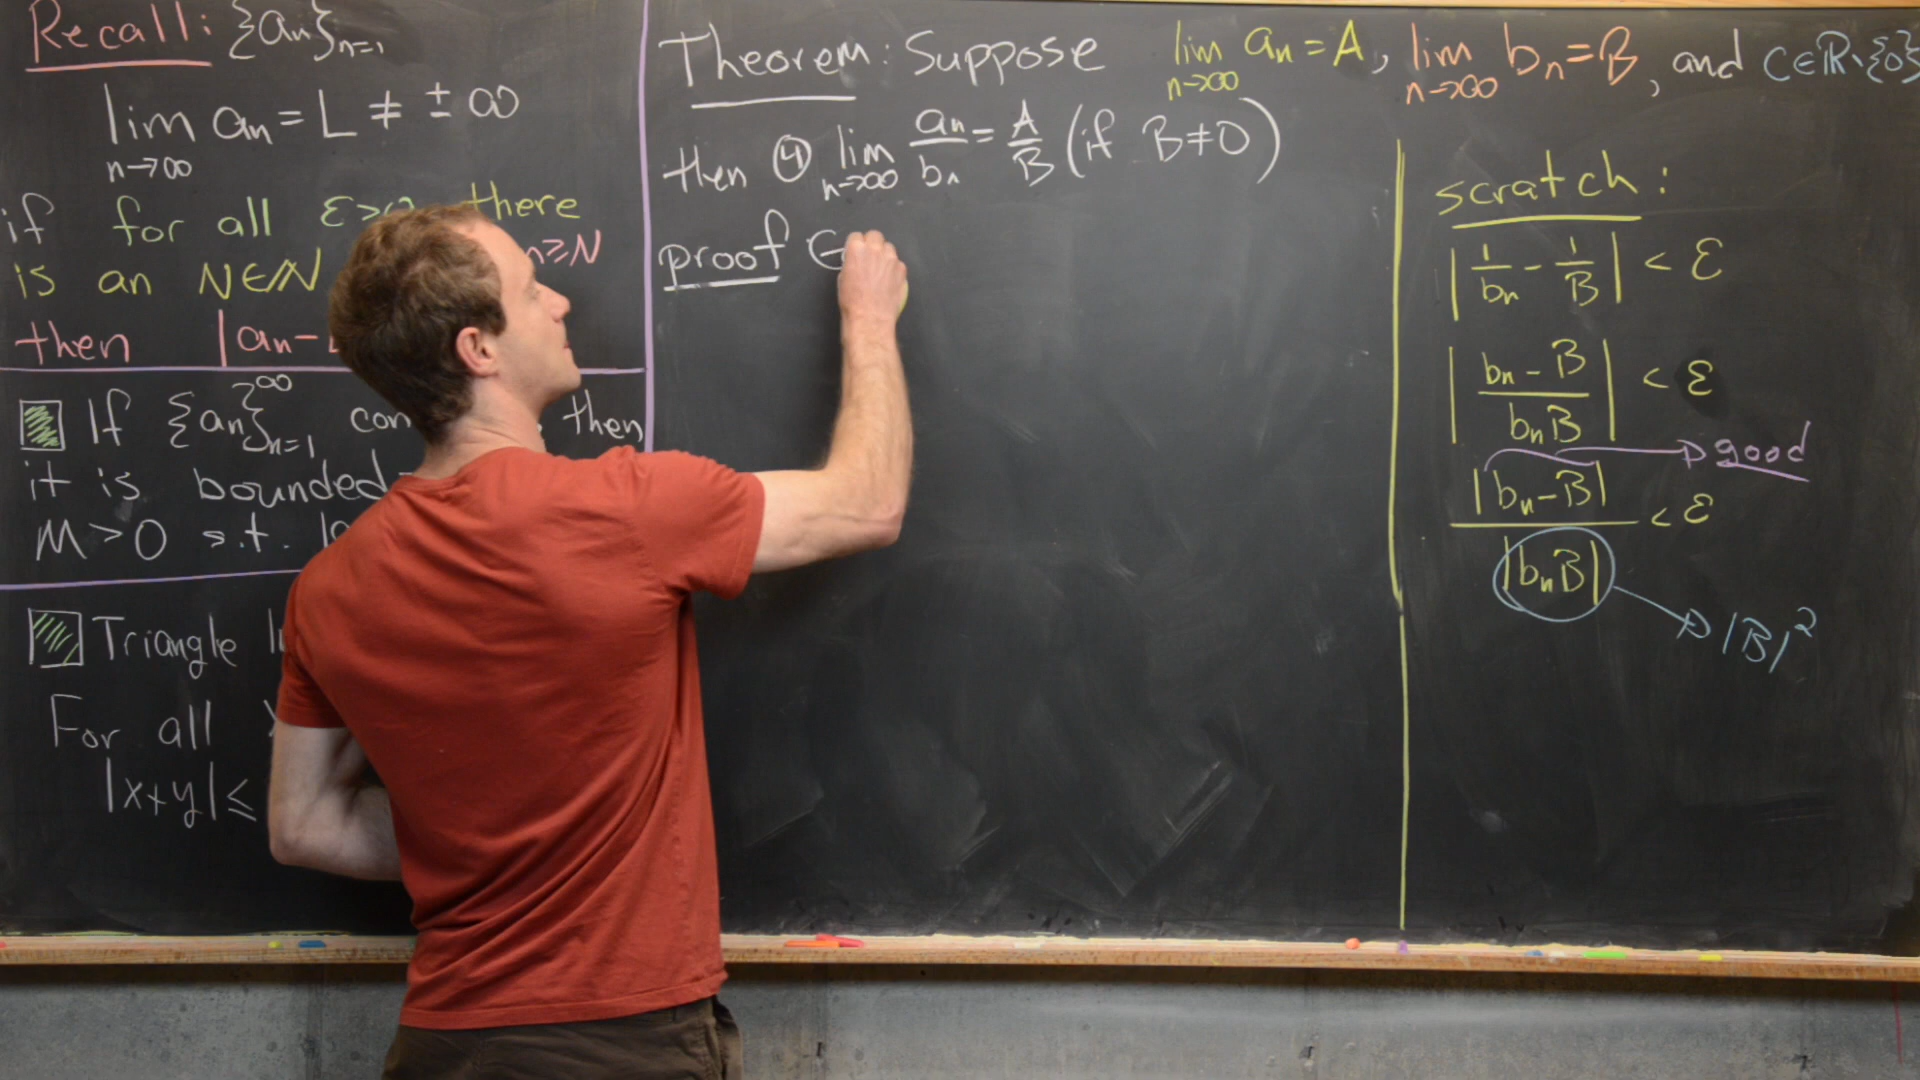 Recall: {an}n=1
lim an = L ≠ ± ∞
n→∞
if for all ε>0 there
is an N∈ℕ n≥N
then |an-
If {an}∞n=1 con then
it is bounded
M>0 s.t.
Triangle
For all
|x+y|≤
Theorem: Suppose lim n→∞ an = A, lim n→∞ bn = B, and c∈ℝ\{0}
then ④ lim n→∞ an/bn = A/B (if B≠0)
proof G
scratch:
|1/bn - 1/B| < ε
|(bn - B)/(bnB)| < ε
good
|bn-B|/|bnB| < ε
|B|²